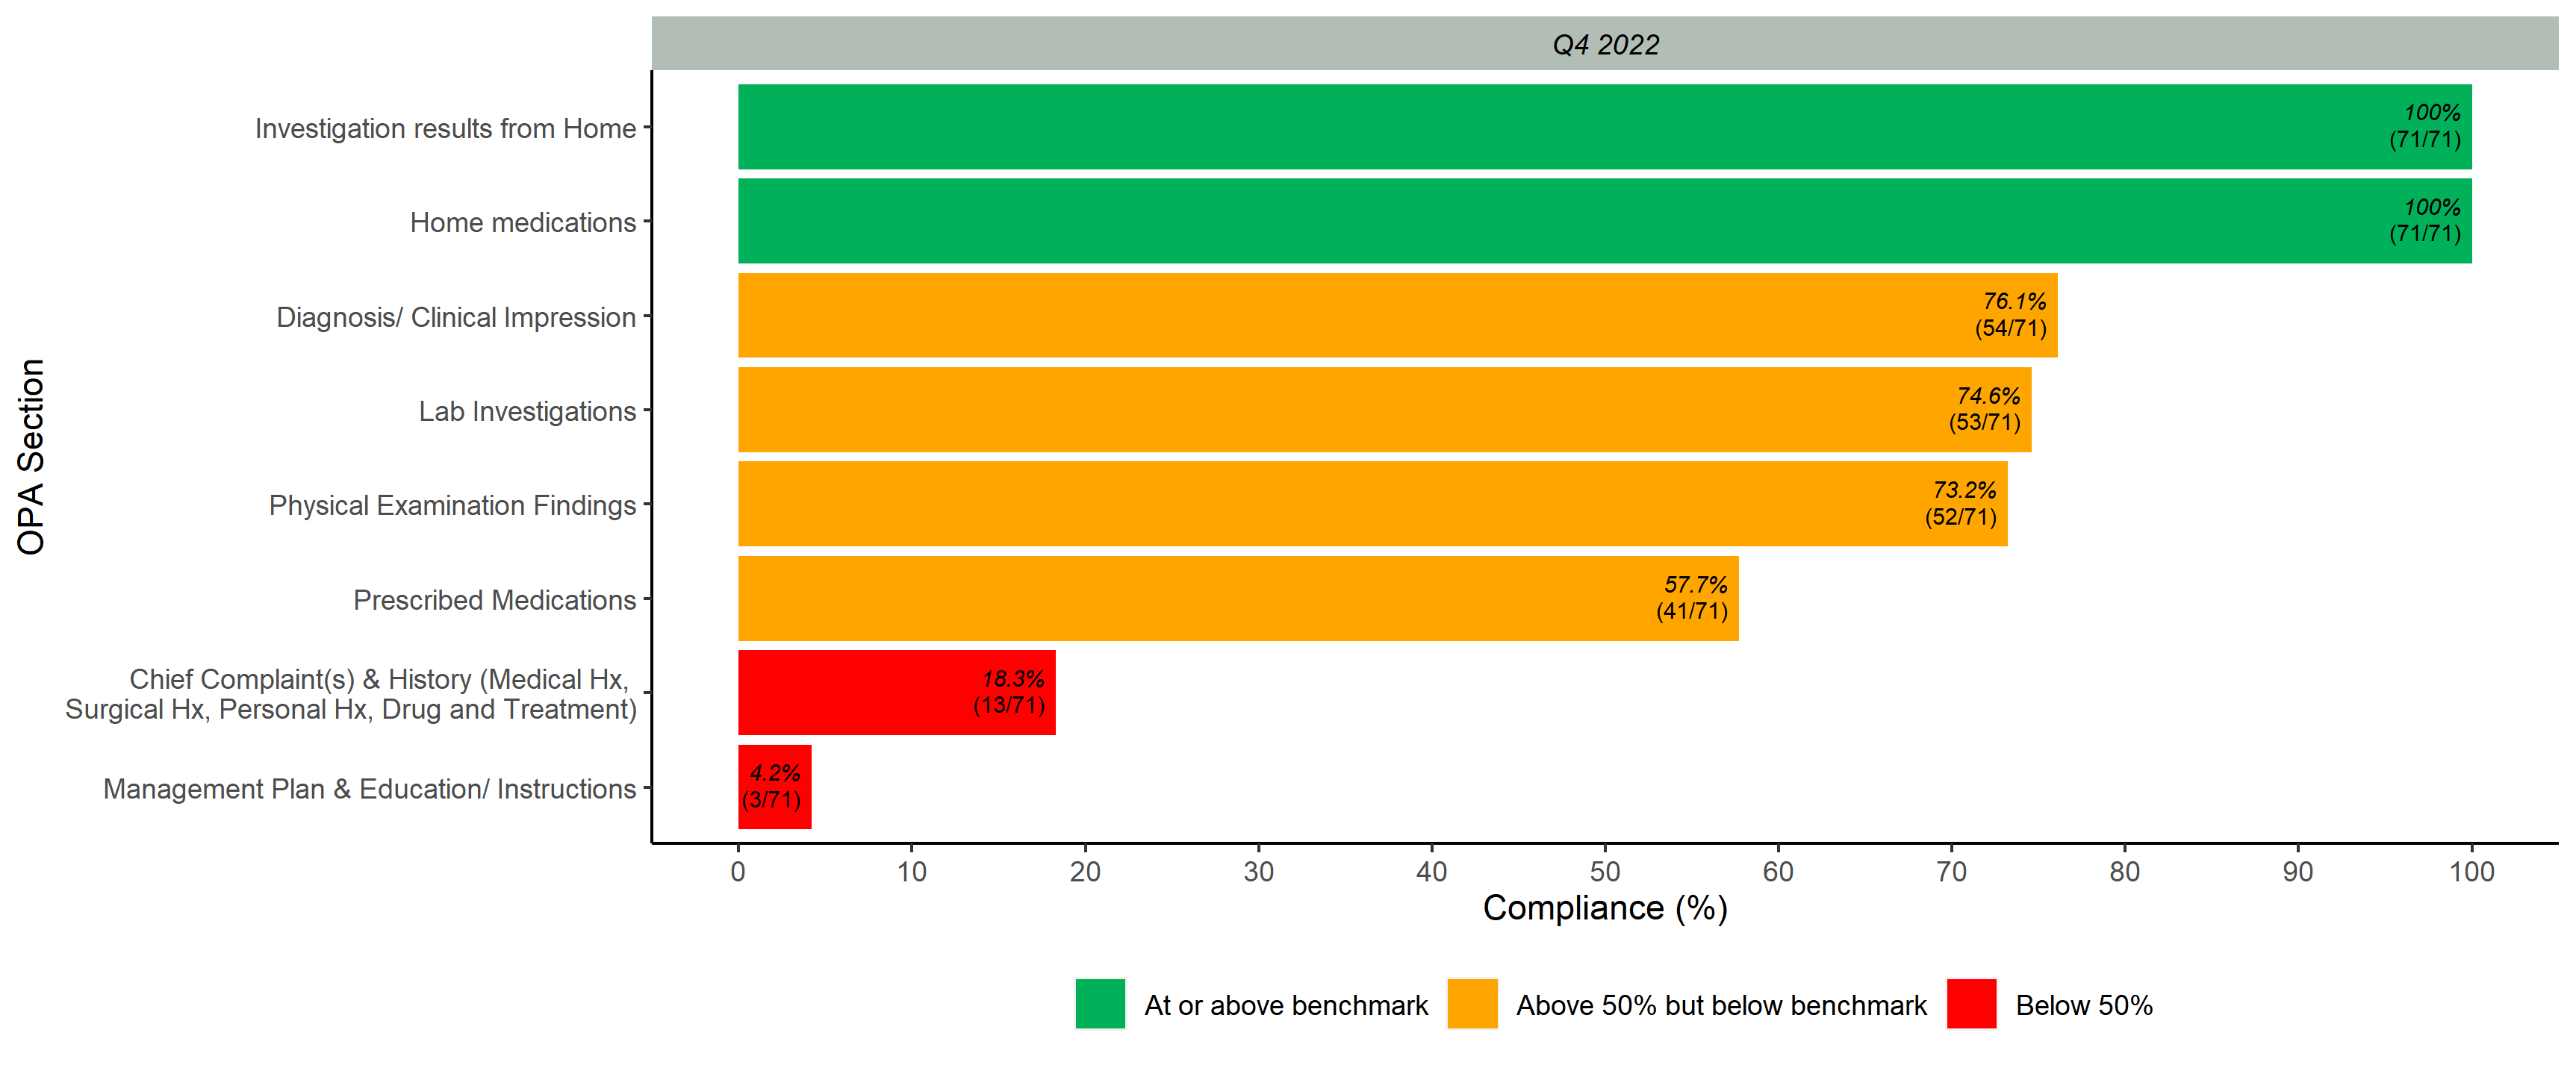 Q4 2022
OPA Section
Investigation results from Home
100%
(71/71)
Home medications
100%
(71/71)
Diagnosis/ Clinical Impression
76.1%
(54/71)
Lab Investigations
74.6%
(53/71)
Physical Examination Findings
73.2%
(52/71)
Prescribed Medications
57.7%
(41/71)
Chief Complaint(s) & History (Medical Hx,
Surgical Hx, Personal Hx, Drug and Treatment)
18.3%
(13/71)
Management Plan & Education/ Instructions
4.2%
(3/71)
0 10 20 30 40 50 60 70 80 90 100
Compliance (%)
At or above benchmark Above 50% but below benchmark Below 50%